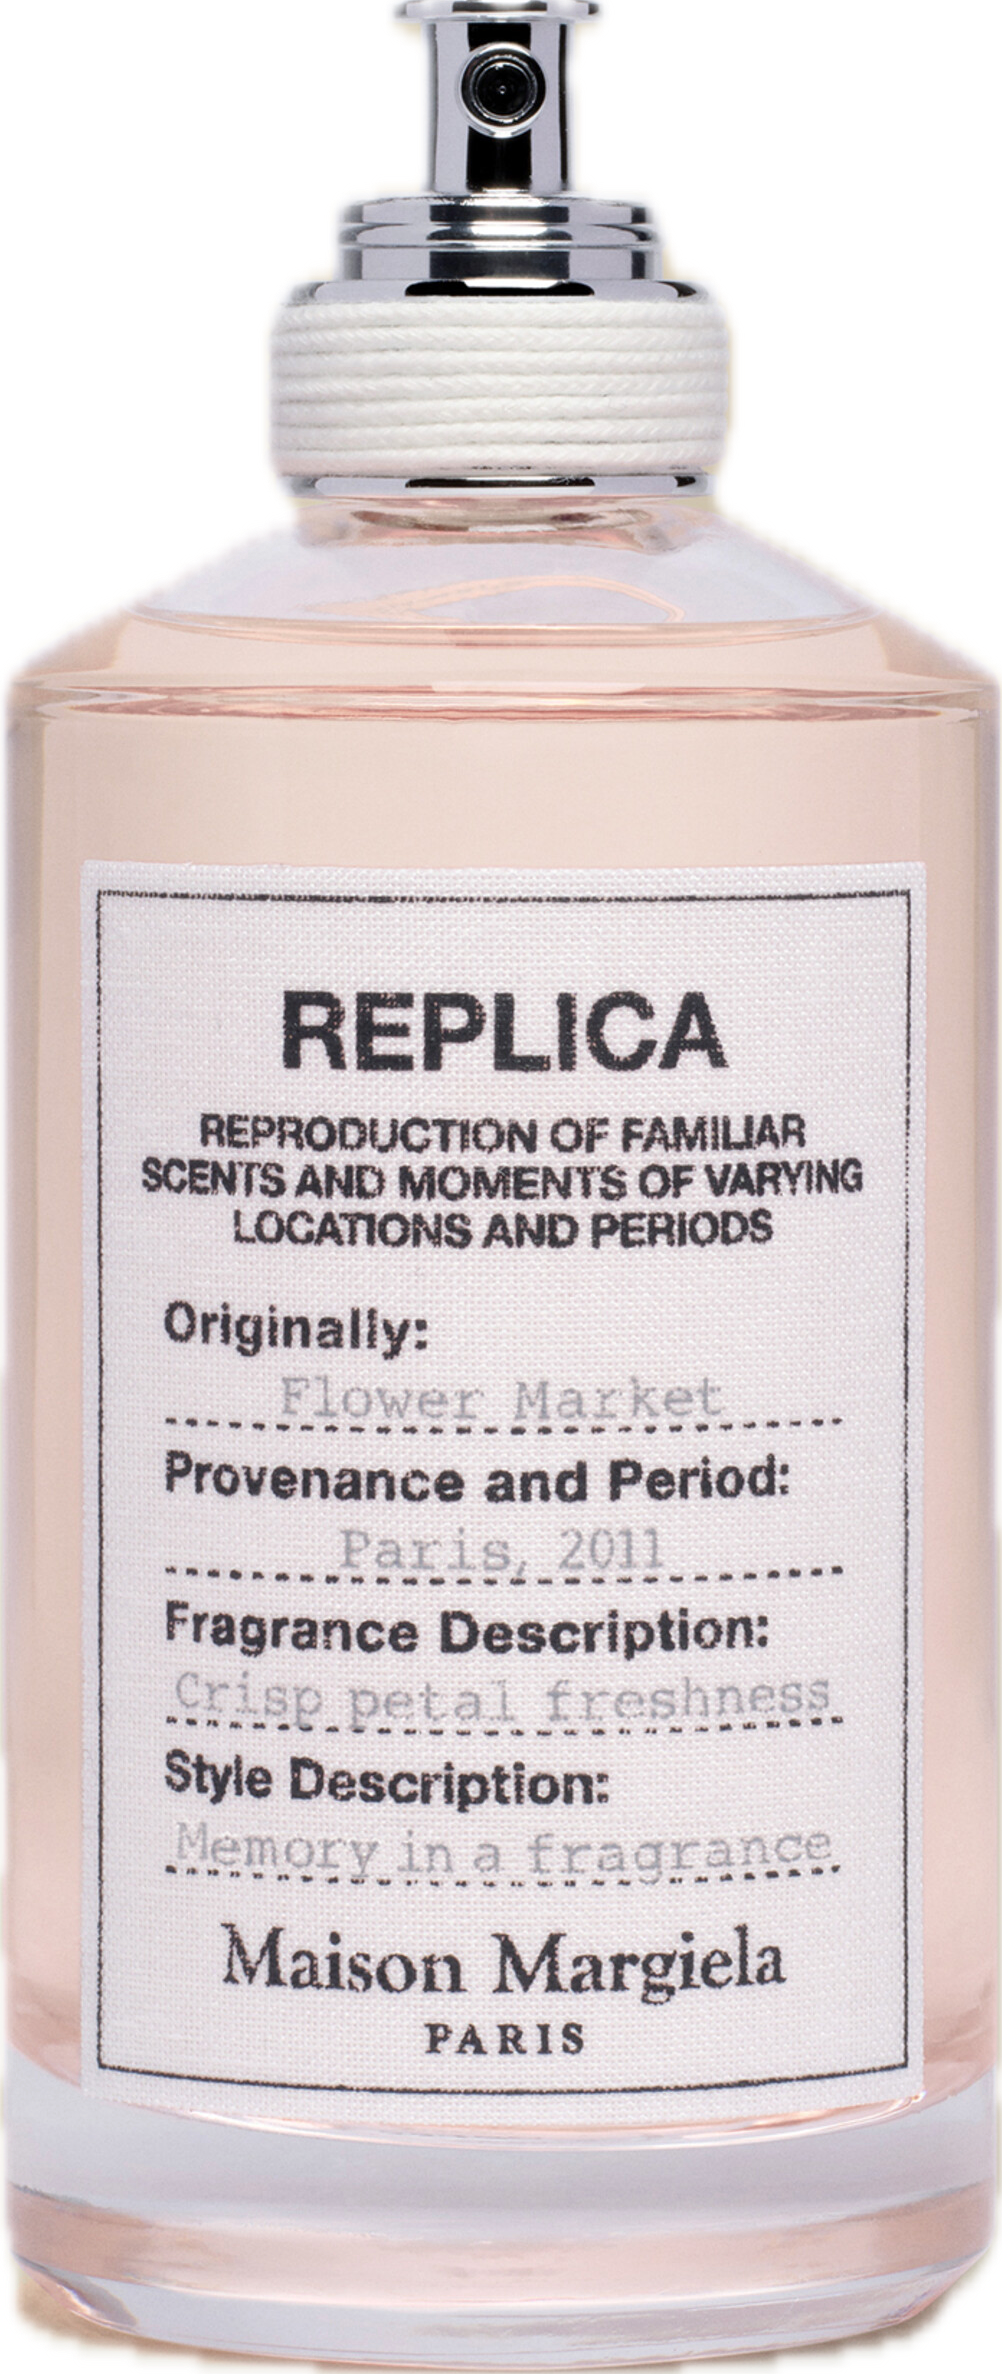 REPLICA
REPRODUCTION OF FAMILIAR
SCENTS AND MOMENTS OF VARYING
LOCATIONS AND PERIODS
Originally:
Flower Market
Provenance and Period:
Paris, 2011
Fragrance Description:
Crisp petal freshness
Style Description:
Memory in a fragrance
Maison Margiela
PARIS